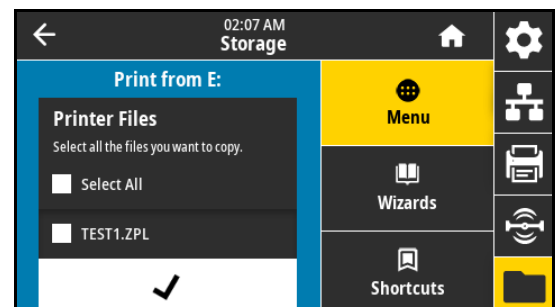 02:07 AM
Storage
Print from E:
Printer Files
Select all the files you want to copy.
Select All
TEST1.ZPL
Menu
Wizards
Shortcuts